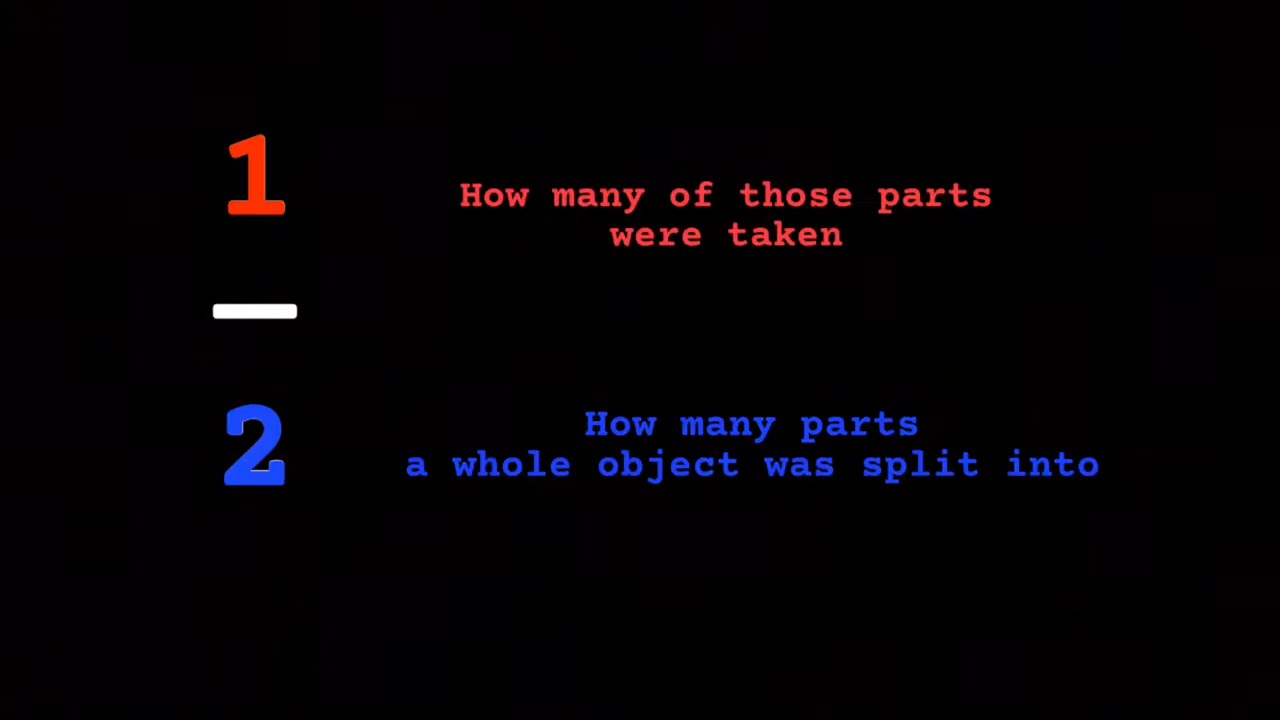 1
How many of those parts
were taken
2
How many parts
a whole object was split into